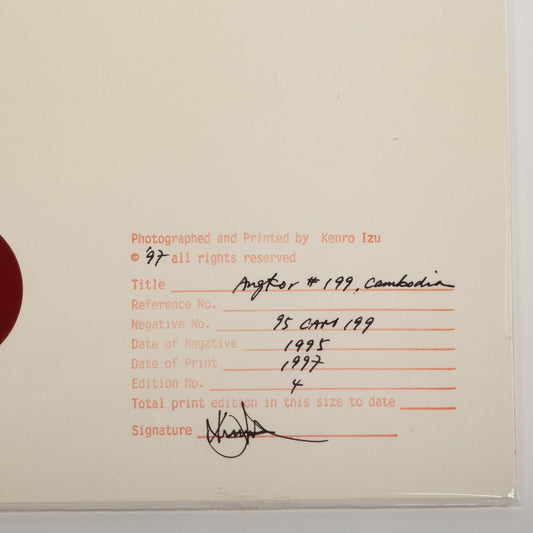 Photographed and Printed by Kenro Izu
© '97 all rights reserved
Title Angkor # 199, Cambodia
Reference No.
Negative No. 95 CAM 199
Date of Negative 1995
Date of Print 1997
Edition No. 4
Total print edition in this size to date
Signature